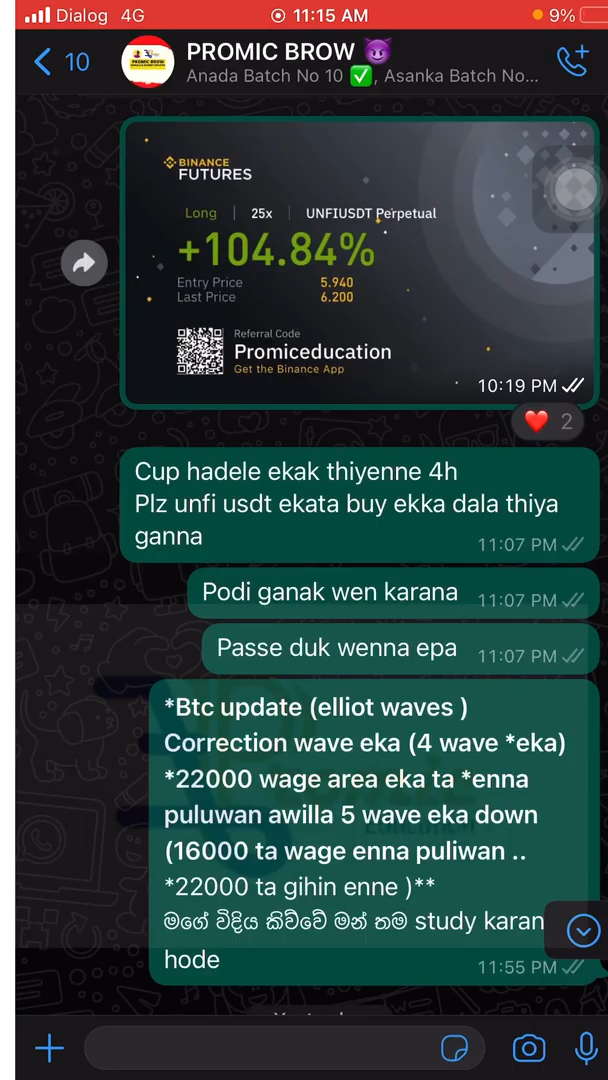 Dialog 4G 11:15 AM 9%
10 PROMIC BROW 😈
Anada Batch No 10 ✅, Asanka Batch No...
BINANCE
FUTURES
Long | 25x | UNFIUSDT Perpetual
+104.84%
Entry Price 5.940
Last Price 6.200
Referral Code
Promiceducation
Get the Binance App
10:19 PM
❤️ 2
Cup hadele ekak thiyenne 4h
Plz unfi usdt ekata buy ekka dala thiya
ganna
11:07 PM
Podi ganak wen karana 11:07 PM
Passe duk wenna epa 11:07 PM
*Btc update (elliot waves )
Correction wave eka (4 wave *eka)
*22000 wage area eka ta *enna
puluwan awilla 5 wave eka down
(16000 ta wage enna puliwan ..
*22000 ta gihin enne )**
මගේ විදිය කිව්වේ මන් තම study karan
hode
11:55 PM